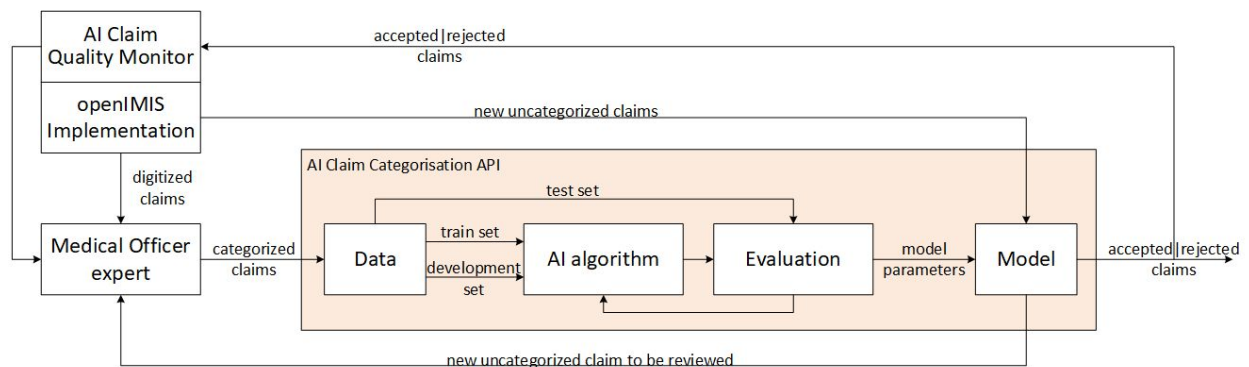 AI Claim
Quality Monitor
accepted|rejected
claims
openIMIS
Implementation
new uncategorized claims
AI Claim Categorisation API
digitized
claims
test set
Medical Officer
expert
categorized
claims
Data
train set
development
set
AI algorithm
Evaluation
model
parameters
Model
accepted|rejected
claims
new uncategorized claim to be reviewed